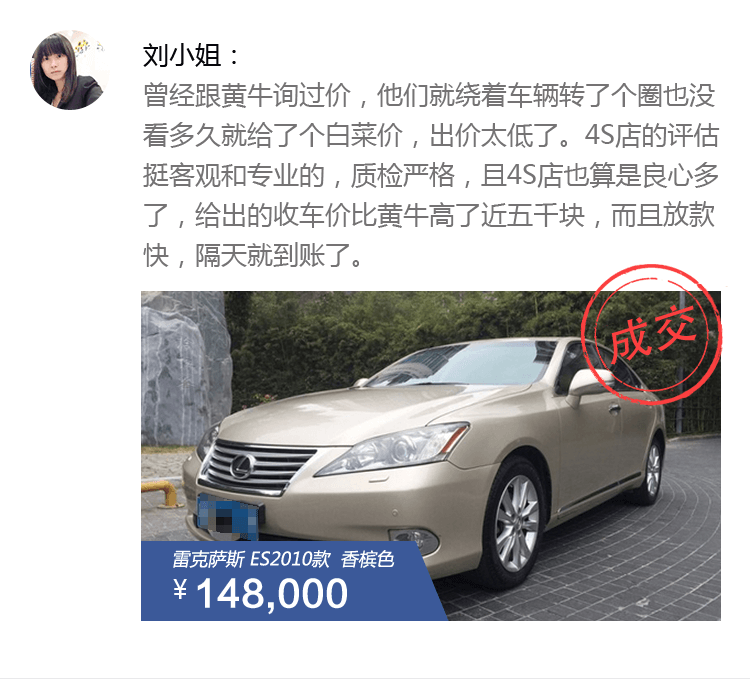 刘小姐：
曾经跟黄牛询过价，他们就绕着车辆转了个圈也没
看多久就给了个白菜价，出价太低了。4S店的评估
挺客观和专业的，质检严格，且4S店也算是良心多
了，给出的收车价比黄牛高了近五千块，而且放款
快，隔天就到账了。
成交
雷克萨斯 ES2010款 香槟色
￥148,000